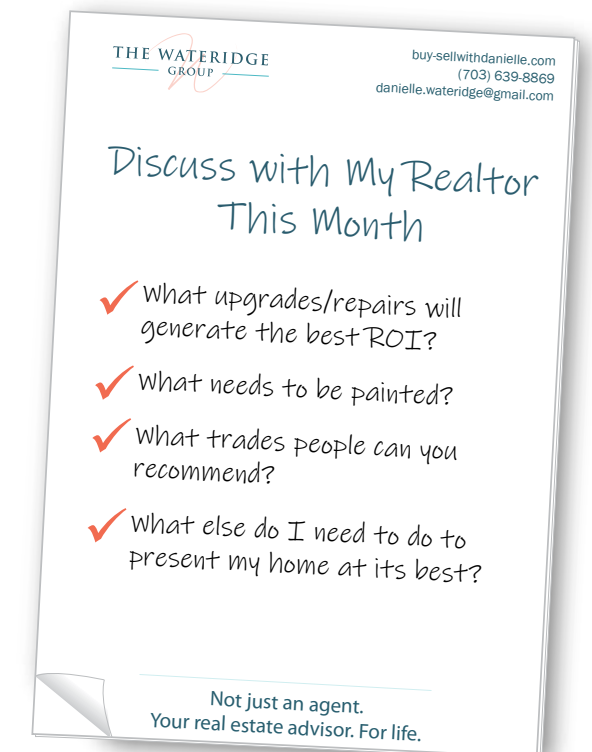 THE WATERIDGE
GROUP
buy-sellwithdanielle.com
(703) 639-8869
danielle.wateridge@gmail.com
Discuss with My Realtor
This Month
What upgrades/repairs will
generate the best ROI?
What needs to be painted?
What trades people can you
recommend?
What else do I need to do to
present my home at its best?
Not just an agent.
Your real estate advisor. For life.